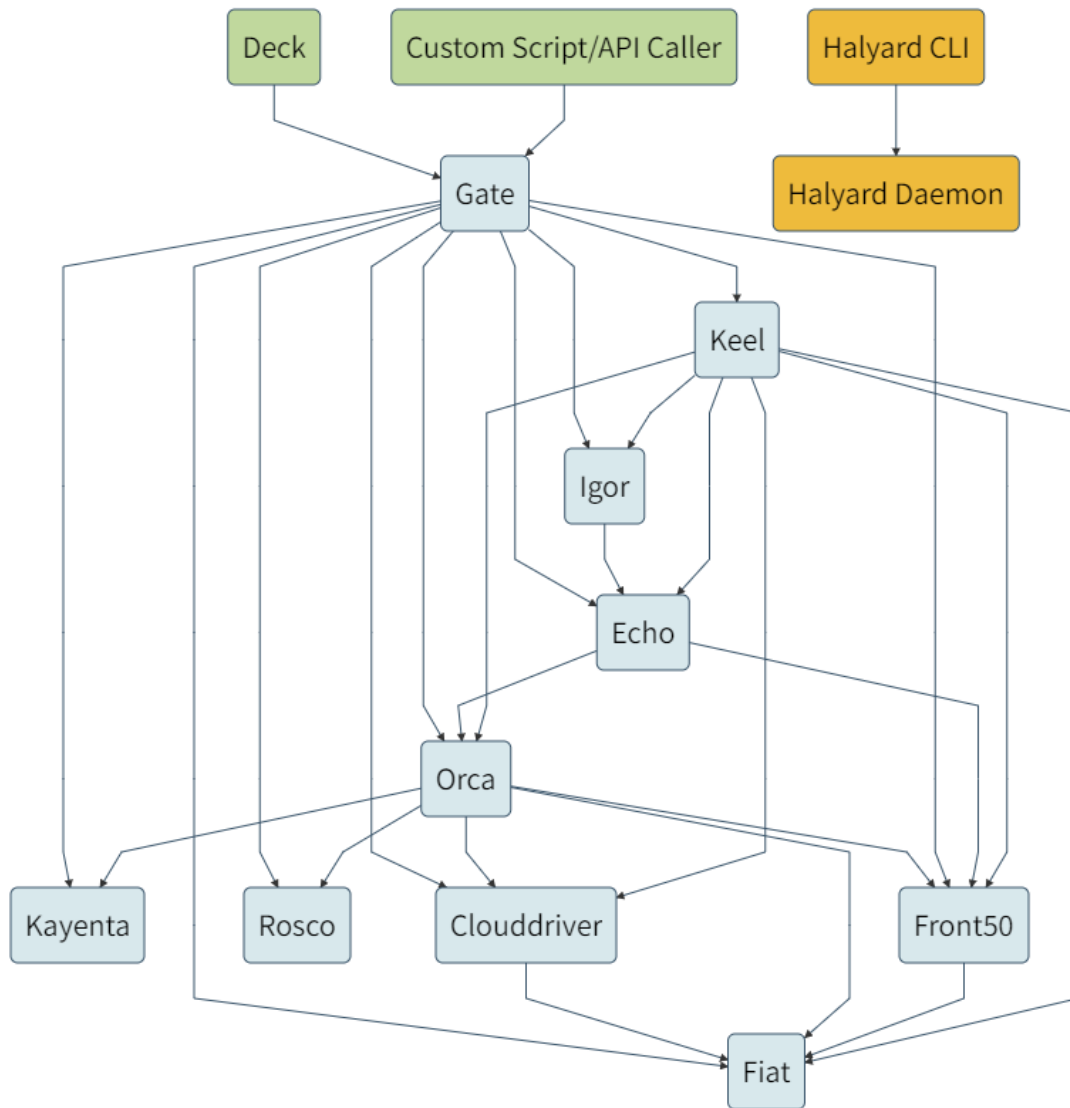 Deck
Custom Script/API Caller
Halyard CLI
Gate
Halyard Daemon
Keel
Igor
Echo
Orca
Kayenta
Rosco
Clouddriver
Front50
Fiat